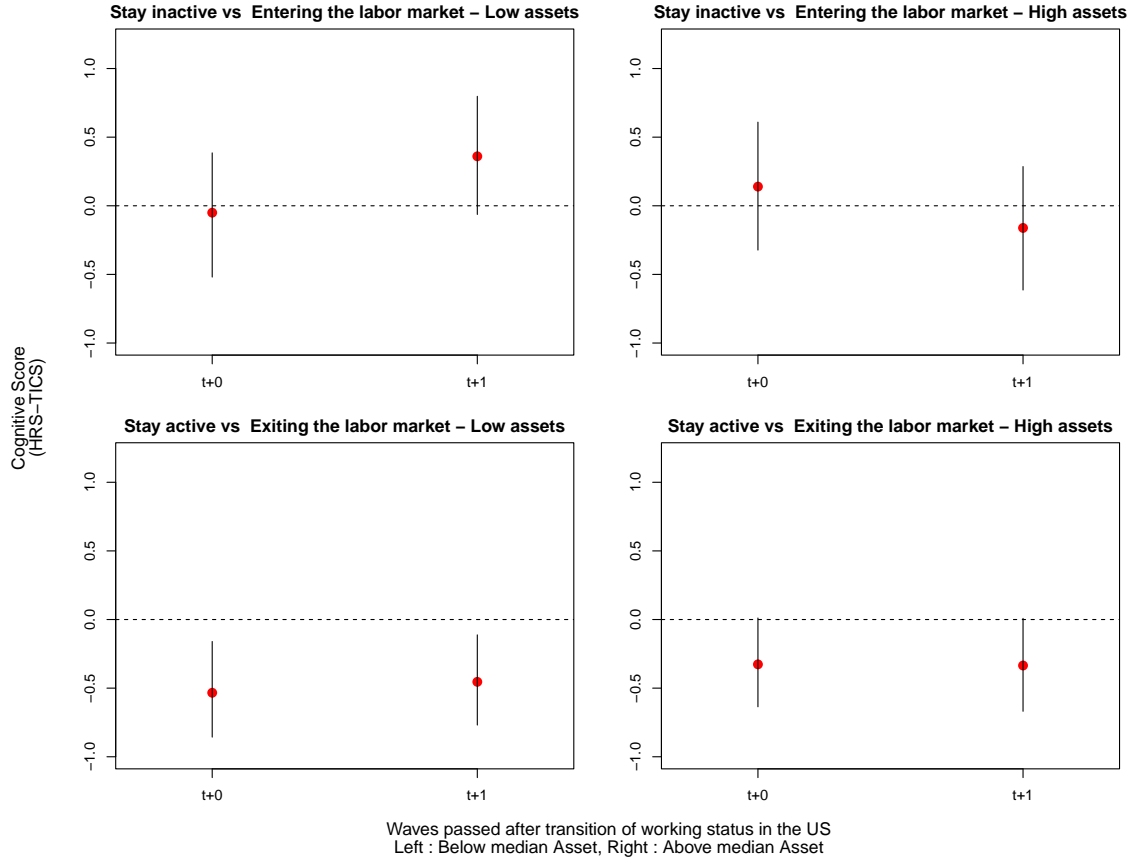 Stay inactive vs  Entering the labor market – Low assets
1.0
0.5
0.0
−0.5
−1.0
t+0 t+1
Stay inactive vs  Entering the labor market – High assets
1.0
0.5
0.0
−0.5
−1.0
t+0 t+1
Cognitive Score
(HRS−TICS)
Stay active vs  Exiting the labor market – Low assets
1.0
0.5
0.0
−0.5
−1.0
t+0 t+1
Stay active vs  Exiting the labor market – High assets
1.0
0.5
0.0
−0.5
−1.0
t+0 t+1
Waves passed after transition of working status in the US
Left : Below median Asset, Right : Above median Asset